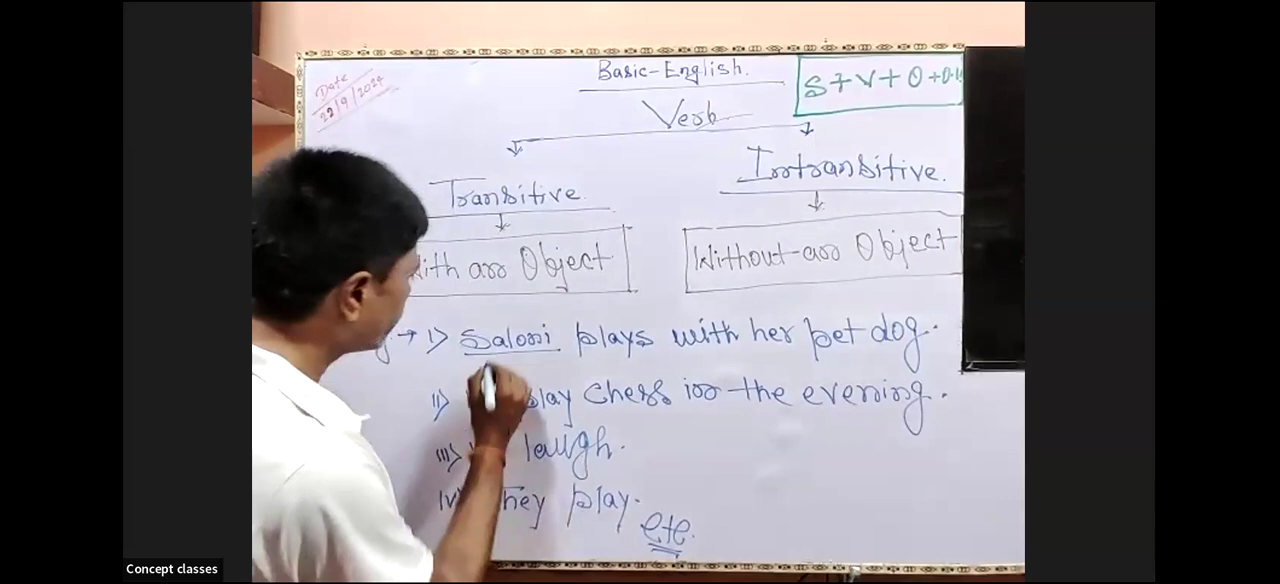 Basic-English.
S+V+O+O.
Date
22/9/2024
Verb
Transitive.
Intransitive.
ith an Object.
Without-an Object
→ i) Saloni plays with her pet dog.
ii) play Chess in the evening.
iii) laugh.
iv) They play.
etc.
Concept classes